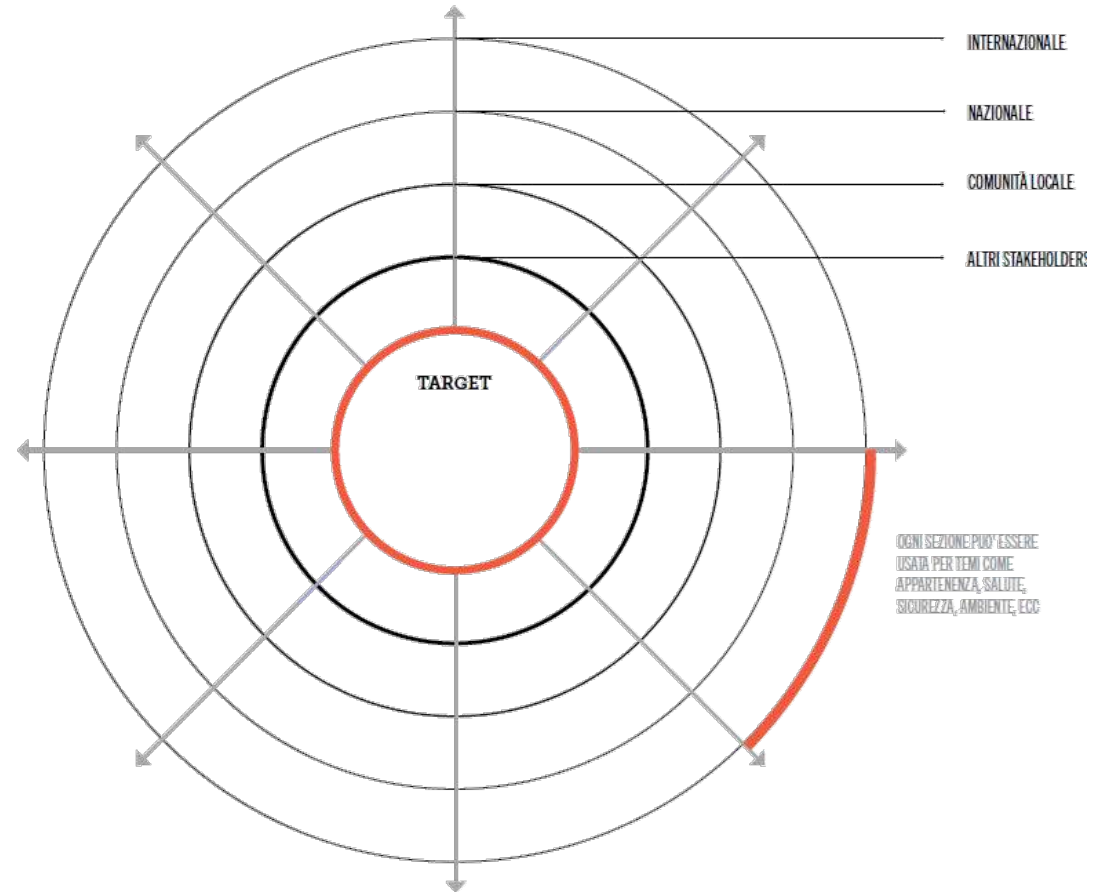 INTERNAZIONALE
NAZIONALE
COMUNITÀ LOCALE
ALTRI STAKEHOLDERS
TARGET
OGNI SEZIONE PUO' ESSERE
USATA PER TEMI COME
APPARTENENZA, SALUTE,
SICUREZZA, AMBIENTE, ECC